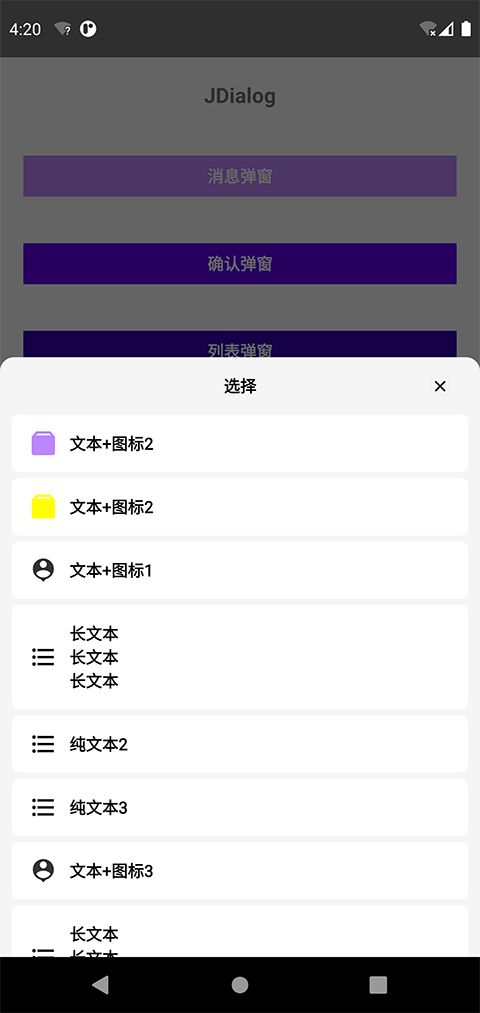 4:20
JDialog
消息弹窗
确认弹窗
列表弹窗
选择
文本+图标2
文本+图标2
文本+图标1
长文本
长文本
长文本
纯文本2
纯文本3
文本+图标3
长文本
长文本